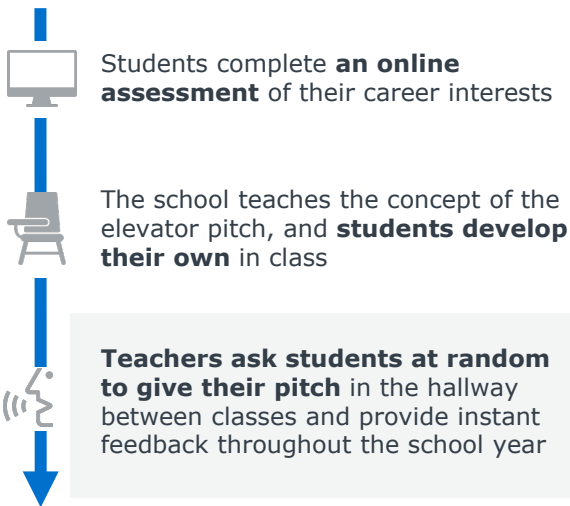 Students complete an online
assessment of their career interests
The school teaches the concept of the
elevator pitch, and students develop
their own in class
Teachers ask students at random
to give their pitch in the hallway
between classes and provide instant
feedback throughout the school year